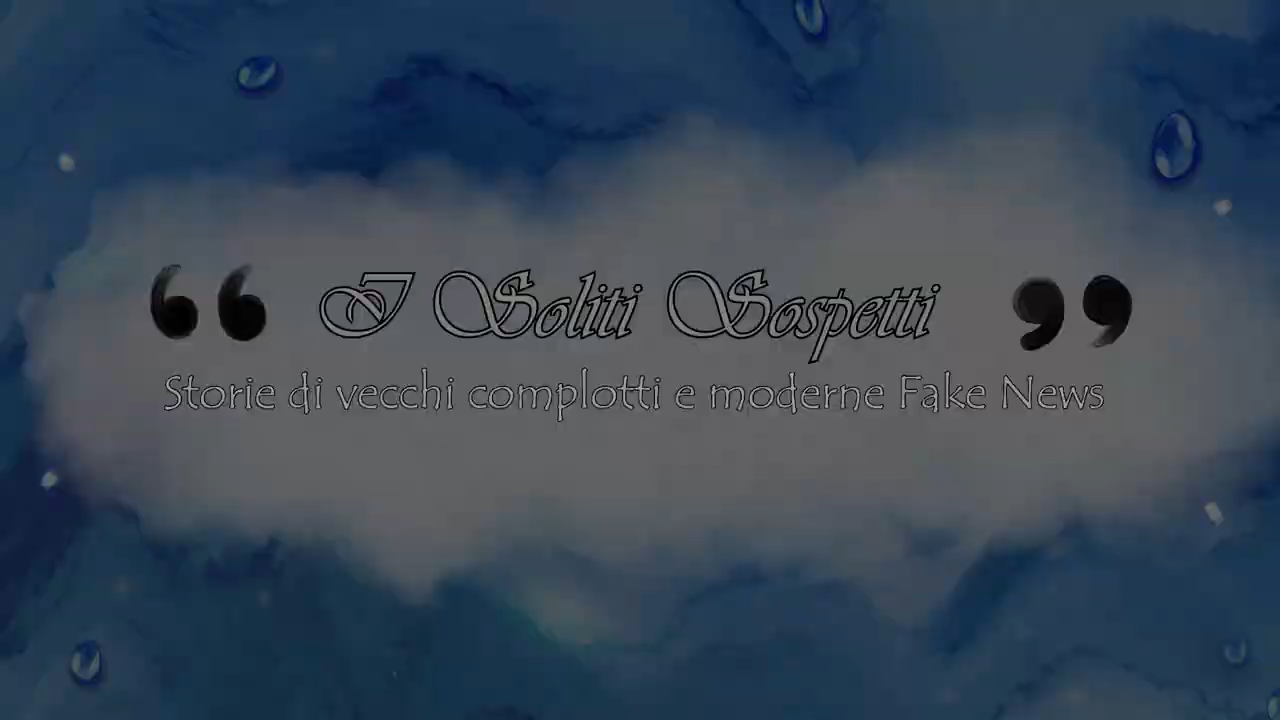 “ I Soliti Sospetti ”
Storie di vecchi complotti e moderne Fake News